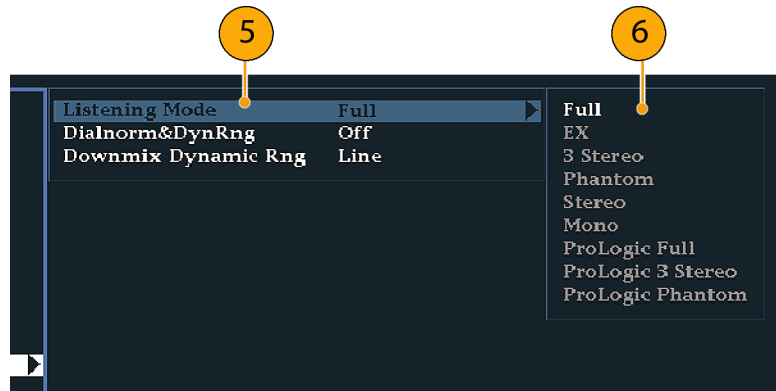 5
6
Listening Mode Full
Dialnorm&DynRng Off
Downmix Dynamic Rng Line
Full
EX
3 Stereo
Phantom
Stereo
Mono
ProLogic Full
ProLogic 3 Stereo
ProLogic Phantom